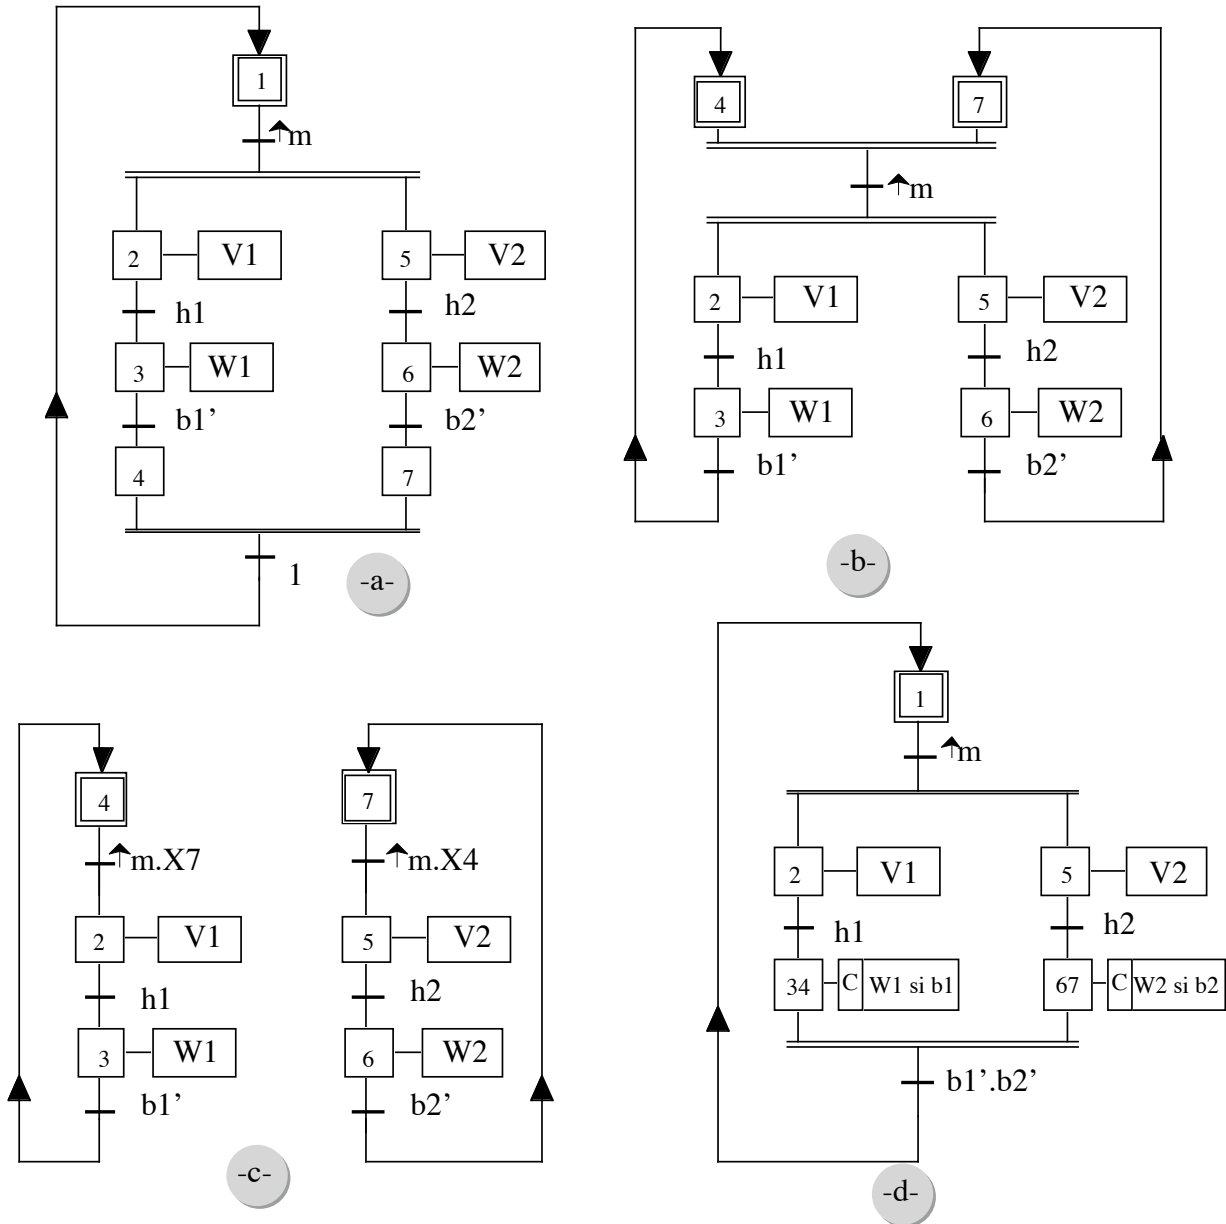 1
↑m
2 V1 5 V2
h1 h2
3 W1 6 W2
b1’ b2’
4 7
1
-a-
4 7
↑m
2 V1 5 V2
h1 h2
3 W1 6 W2
b1’ b2’
-b-
4 7
↑m.X7 ↑m.X4
2 V1 5 V2
h1 h2
3 W1 6 W2
b1’ b2’
-c-
1
↑m
2 V1 5 V2
h1 h2
34 C W1 si b1 67 C W2 si b2
b1’.b2’
-d-